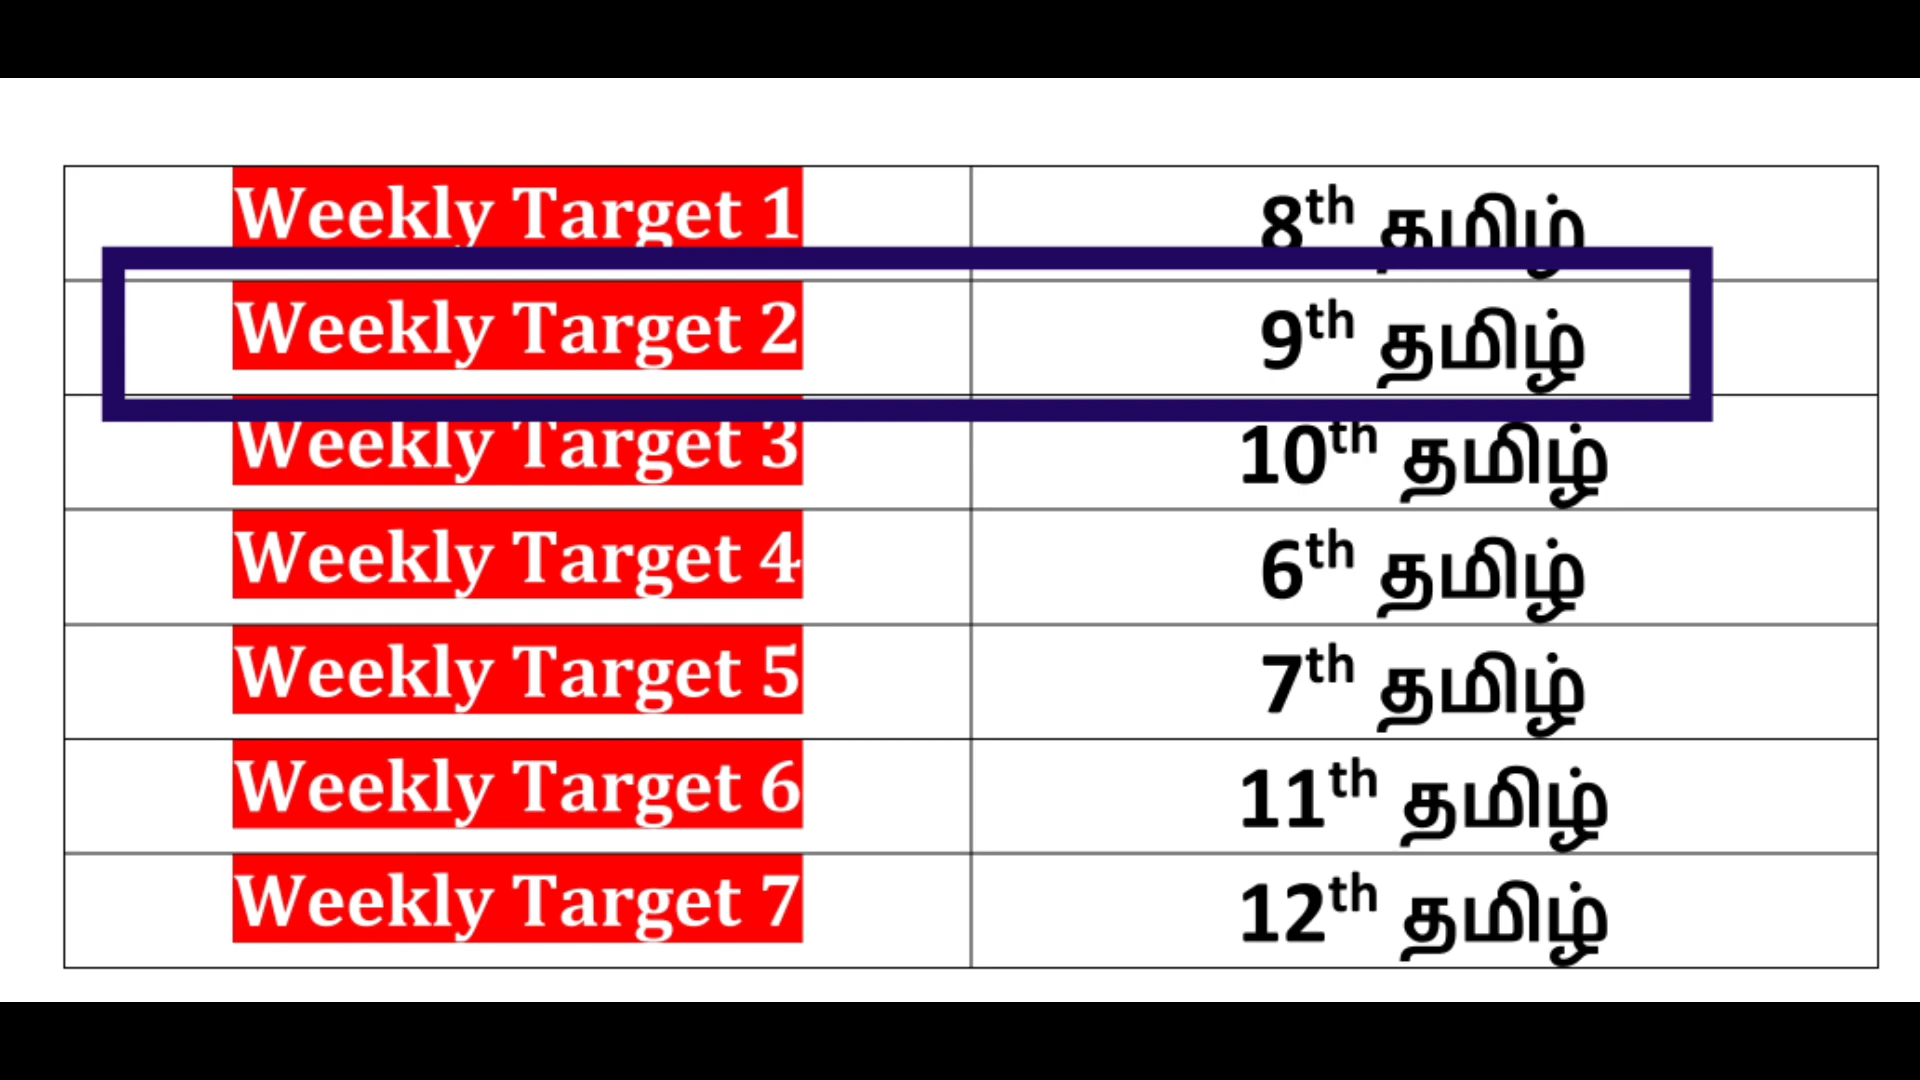 Weekly Target 1 8th தமிழ்
Weekly Target 2 9th தமிழ்
Weekly Target 3 10th தமிழ்
Weekly Target 4 6th தமிழ்
Weekly Target 5 7th தமிழ்
Weekly Target 6 11th தமிழ்
Weekly Target 7 12th தமிழ்